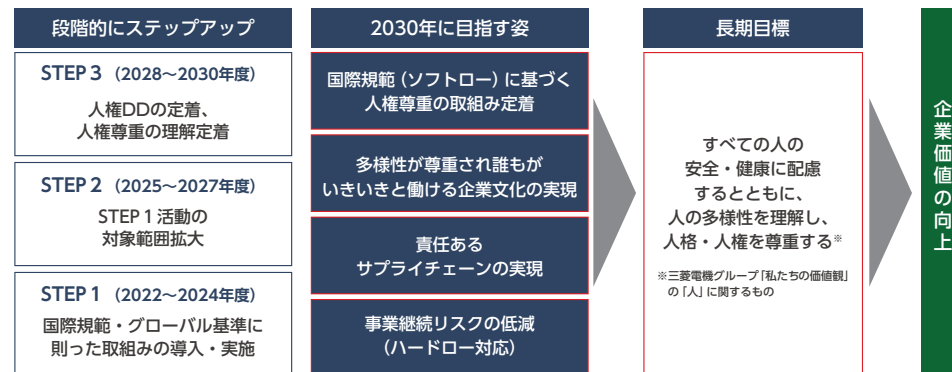 段階的にステップアップ
STEP 3 （2028～2030年度）
人権DDの定着、
人権尊重の理解定着
STEP 2 （2025～2027年度）
STEP 1 活動の
対象範囲拡大
STEP 1 （2022～2024年度）
国際規範・グローバル基準に
則った取組みの導入・実施
2030年に目指す姿
国際規範（ソフトロー）に基づく
人権尊重の取組み定着
多様性が尊重され誰もが
いきいきと働ける企業文化の実現
責任ある
サプライチェーンの実現
事業継続リスクの低減
（ハードロー対応）
長期目標
すべての人の
安全・健康に配慮
するとともに、
人の多様性を理解し、
人格・人権を尊重する※
※三菱電機グループ「私たちの価値観」
の「人」に関するもの
企業価値の向上